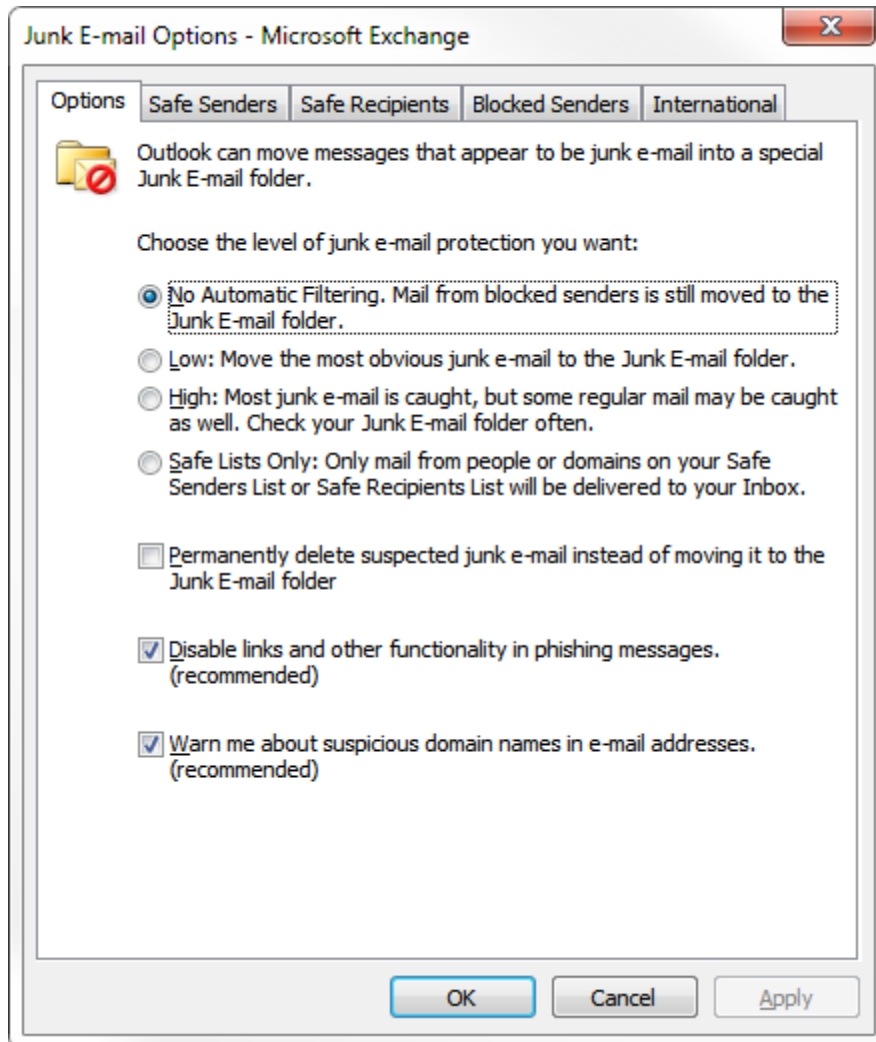 Junk E-mail Options - Microsoft Exchange
Options Safe Senders Safe Recipients Blocked Senders International
Outlook can move messages that appear to be junk e-mail into a special
Junk E-mail folder.
Choose the level of junk e-mail protection you want:
No Automatic Filtering. Mail from blocked senders is still moved to the
Junk E-mail folder.
Low: Move the most obvious junk e-mail to the Junk E-mail folder.
High: Most junk e-mail is caught, but some regular mail may be caught
as well. Check your Junk E-mail folder often.
Safe Lists Only: Only mail from people or domains on your Safe
Senders List or Safe Recipients List will be delivered to your Inbox.
Permanently delete suspected junk e-mail instead of moving it to the
Junk E-mail folder
Disable links and other functionality in phishing messages.
(recommended)
Warn me about suspicious domain names in e-mail addresses.
(recommended)
OK Cancel Apply